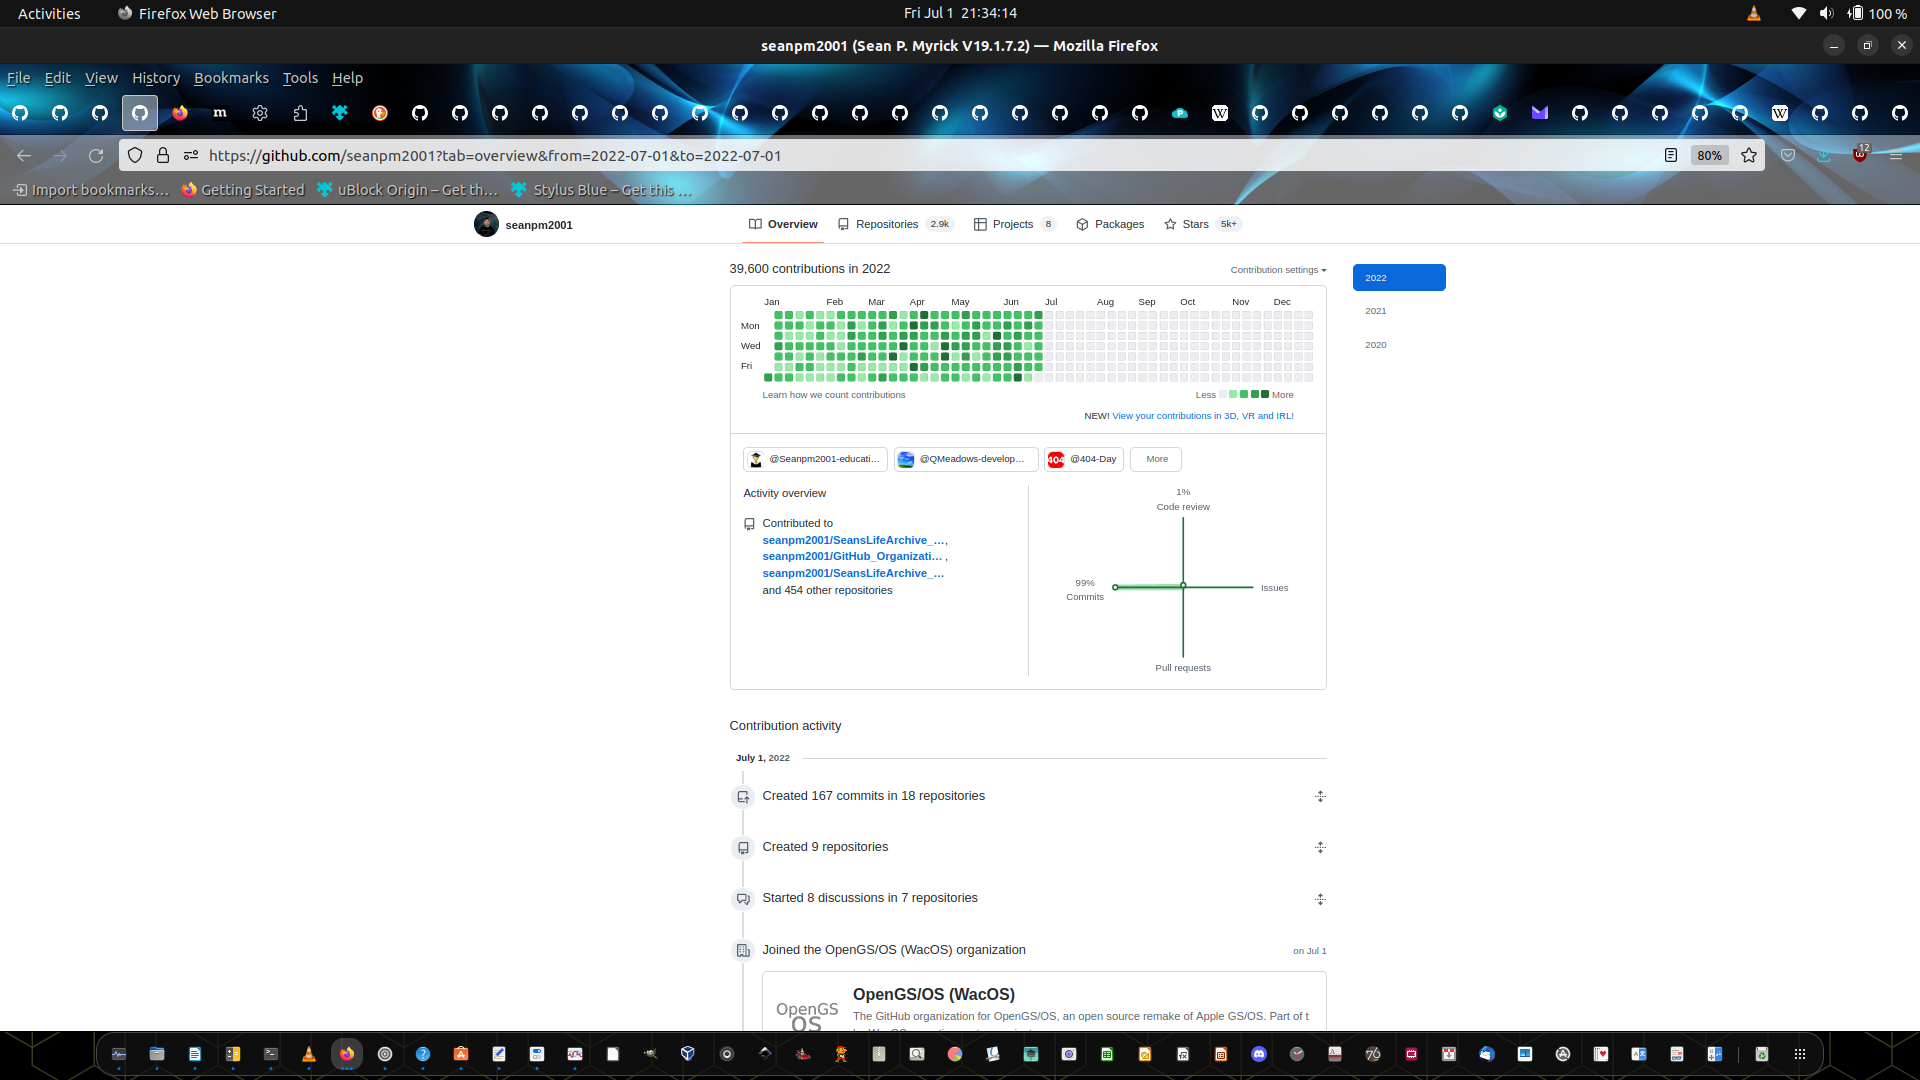 Activities Firefox Web Browser Fri Jul 1 21:34:14 100 %
seanpm2001 (Sean P. Myrick V19.1.7.2) — Mozilla Firefox
File Edit View History Bookmarks Tools Help
https://github.com/seanpm2001?tab=overview&from=2022-07-01&to=2022-07-01 80% 12
Import bookmarks… Getting Started uBlock Origin – Get th… Stylus Blue – Get this …
seanpm2001 Overview Repositories 2.9k Projects 8 Packages Stars 5k+
39,600 contributions in 2022 Contribution settings
2022
2021
2020
Jan Feb Mar Apr May Jun Jul Aug Sep Oct Nov Dec
Mon
Wed
Fri
Learn how we count contributions Less More
NEW! View your contributions in 3D, VR and IRL!
@Seanpm2001-educati… @QMeadows-develop… 404 @404-Day More
Activity overview
Contributed to
seanpm2001/SeansLifeArchive_…,
seanpm2001/GitHub_Organizati… ,
seanpm2001/SeansLifeArchive_…
and 454 other repositories
1%
Code review
99%
Commits
Issues
Pull requests
Contribution activity
July 1, 2022
Created 167 commits in 18 repositories
Created 9 repositories
Started 8 discussions in 7 repositories
Joined the OpenGS/OS (WacOS) organization on Jul 1
OpenGS
OS
OpenGS/OS (WacOS)
The GitHub organization for OpenGS/OS, an open source remake of Apple GS/OS. Part of t